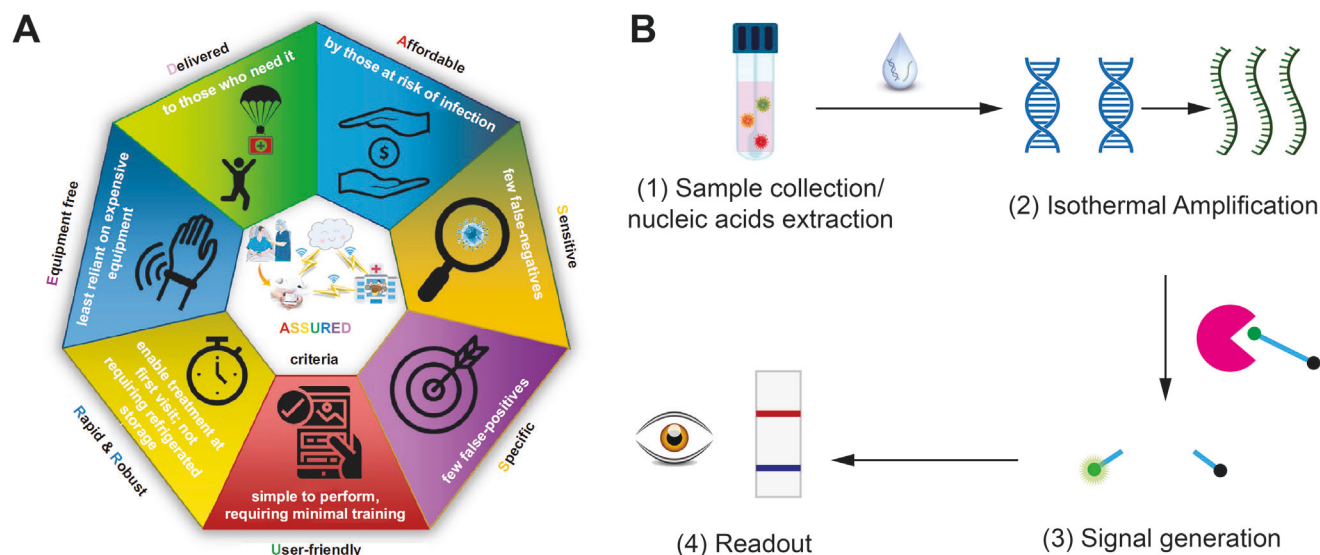 A
Delivered
to those who need it
Affordable
by those at risk of infection
$
Sensitive
few false-negatives
Specific
few false-positives
User-friendly
simple to perform,
requiring minimal training
Rapid & Robust
enable treatment at
first visit; not
requiring refrigerated
storage
Equipment free
least reliant on expensive
equipment
ASSURED
criteria
B
(1) Sample collection/
nucleic acids extraction
(2) Isothermal Amplification
(3) Signal generation
(4) Readout